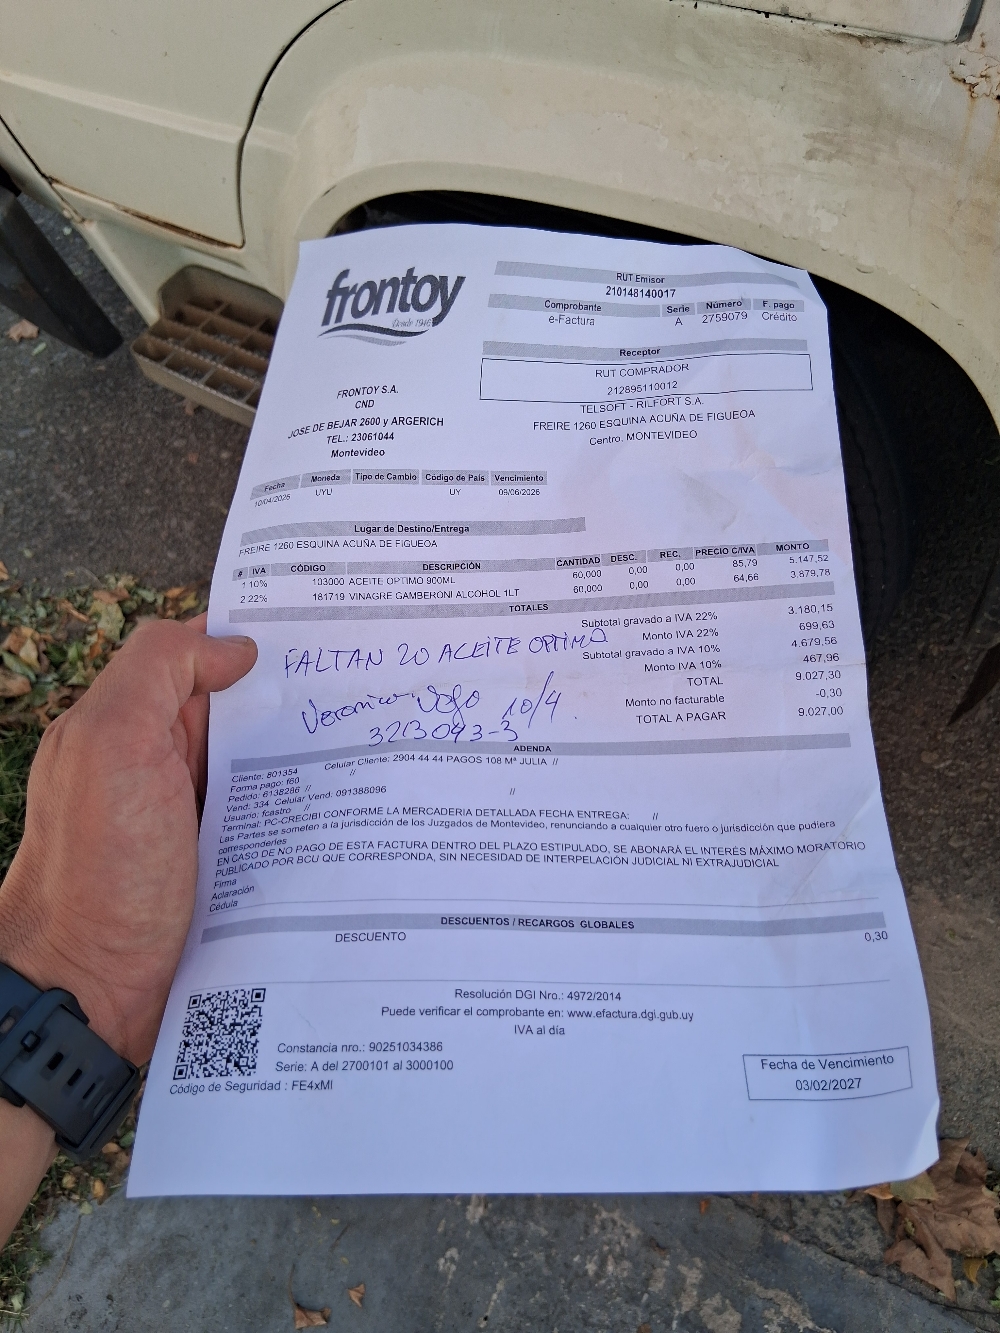 frontoy
Desde 1946
RUT Emisor
210148140017
Comprobante Serie Número F. pago
e-Factura A 2759079 Crédito
Receptor
RUT COMPRADOR
212895110012
TELSOFT - RILFORT S.A.
FREIRE 1260 ESQUINA ACUÑA DE FIGUEOA
Centro, MONTEVIDEO
FRONTOY S.A.
CND
JOSE DE BEJAR 2600 y ARGERICH
TEL.: 23061044
Montevideo
Fecha Moneda Tipo de Cambio Código de País Vencimiento
10/04/2026 UYU UY 09/06/2026
Lugar de Destino/Entrega
FREIRE 1260 ESQUINA ACUÑA DE FIGUEOA
# IVA CÓDIGO DESCRIPCIÓN CANTIDAD DESC. REC. PRECIO C/IVA MONTO
1 10% 103000 ACEITE OPTIMO 900ML 60,000 0,00 0,00 85,79 5.147,52
2 22% 181719 VINAGRE GAMBERONI ALCOHOL 1LT 60,000 0,00 0,00 64,66 3.879,78
TOTALES
Subtotal gravado a IVA 22% 3.180,15
Monto IVA 22% 699,63
Subtotal gravado a IVA 10% 4.679,56
Monto IVA 10% 467,96
TOTAL 9.027,30
Monto no facturable -0,30
TOTAL A PAGAR 9.027,00
FALTAN 20 ACEITE OPTIMO
10/4
3213093-3
ADENDA
Cliente: 801354 Celular Cliente: 2904 44 44 PAGOS 108 Mª JULIA //
Forma pago: f60 //
Pedido: 6138286 //
Vend: 334 Celular Vend: 091388096 //
Usuario: fcastro //
Terminal: PC-CRECIBI CONFORME LA MERCADERIA DETALLADA FECHA ENTREGA: //
Las Partes se someten a la jurisdicción de los Juzgados de Montevideo, renunciando a cualquier otro fuero o jurisdicción que pudiera
corresponderles
EN CASO DE NO PAGO DE ESTA FACTURA DENTRO DEL PLAZO ESTIPULADO, SE ABONARÁ EL INTERÉS MÁXIMO MORATORIO
PUBLICADO POR BCU QUE CORRESPONDA, SIN NECESIDAD DE INTERPELACIÓN JUDICIAL NI EXTRAJUDICIAL
Firma
Aclaración
Cédula
DESCUENTOS / RECARGOS GLOBALES
DESCUENTO 0,30
Resolución DGI Nro.: 4972/2014
Puede verificar el comprobante en: www.efactura.dgi.gub.uy
IVA al día
Constancia nro.: 90251034386
Serie: A del 2700101 al 3000100
Código de Seguridad : FE4xMI
Fecha de Vencimiento
03/02/2027